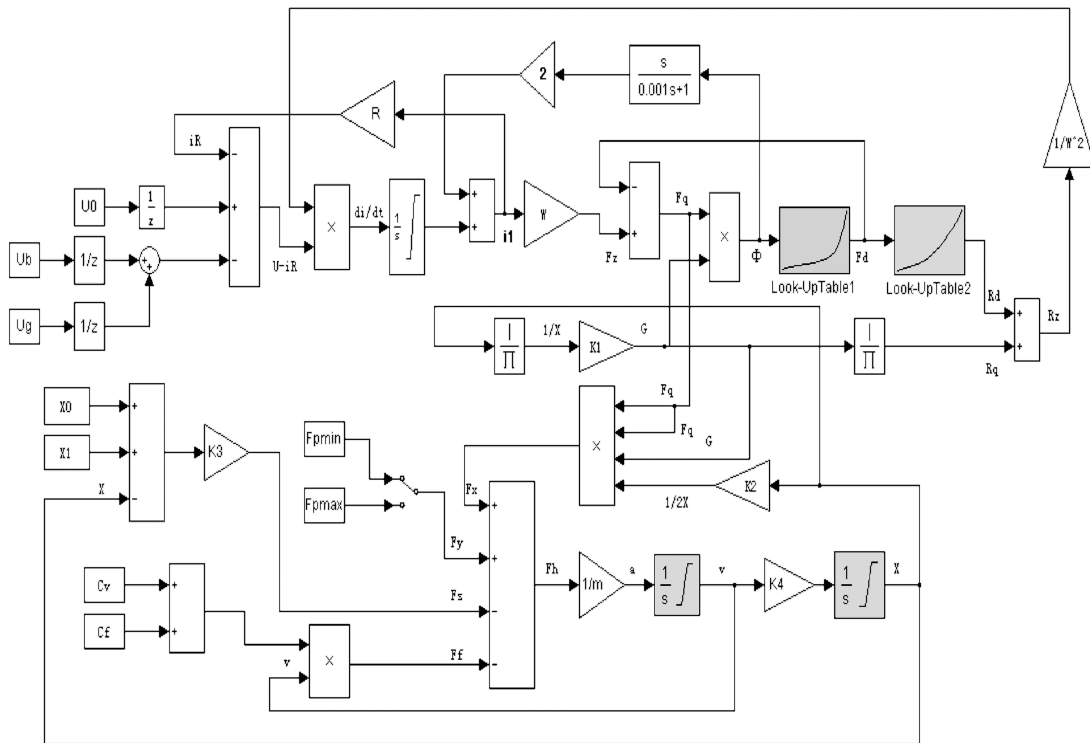 s
0.001s+1
2
R
1/W^2
iR
-
U0
1
z
+
×
di/dt
1
s
+
+
i1
W
-
+
Fq
Fz
×
Φ
Fd
Look-UpTable1
Look-UpTable2
Rd
+
+
Rz
Rq
Ub
1/z
+
+
-
U-iR
Ug
1/z
1/X
K1
G
X0
+
X1
+
X
-
K3
Fpmin
Fpmax
Fq
Fq
G
×
K2
1/2X
Fx
+
Fy
+
Fs
-
Ff
-
Fh
1/m
a
1
s
v
K4
1
s
X
Cv
+
Cf
+
×
v